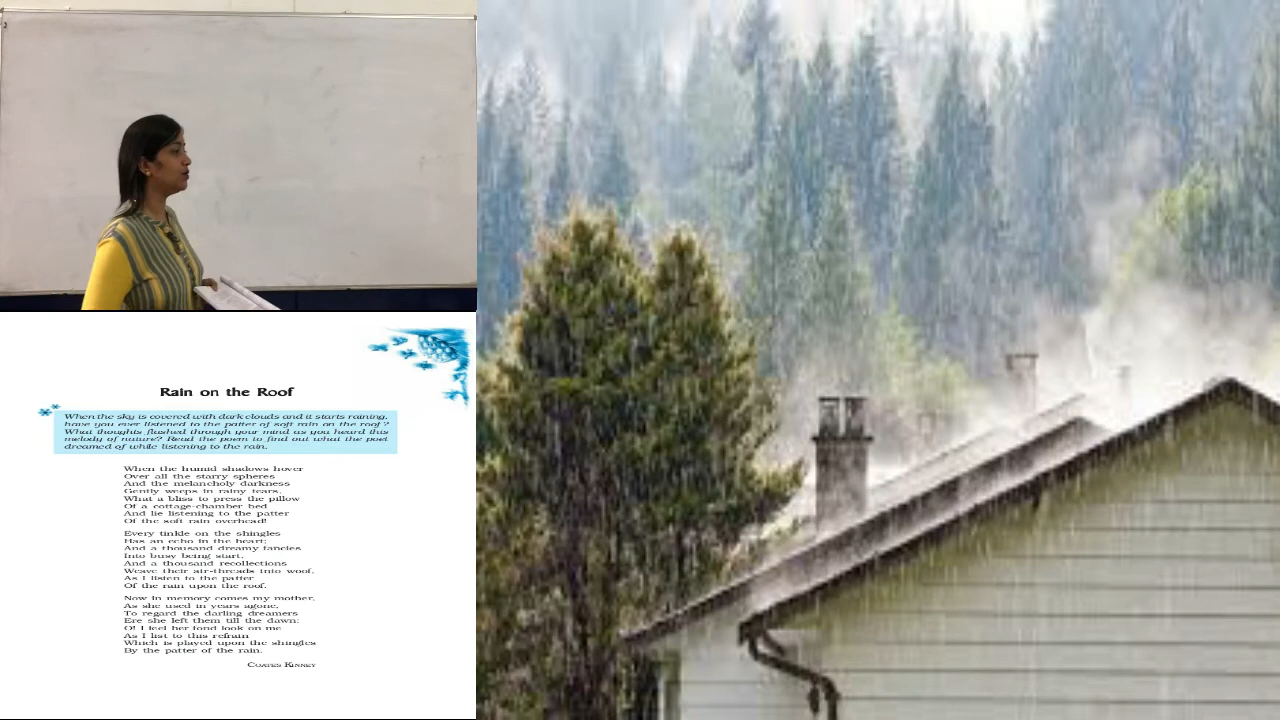 Rain on the Roof
When the sky is covered with dark clouds and it starts raining,
have you ever listened to the patter of soft rain on the roof?
What thoughts flashed through your mind as you heard this
melody of nature? Read the poem to find out what the poet
dreamed of while listening to the rain.
When the humid shadows hover
Over all the starry spheres
And the melancholy darkness
Gently weeps in rainy tears,
What a bliss to press the pillow
Of a cottage-chamber bed
And lie listening to the patter
Of the soft rain overhead!
Every tinkle on the shingles
Has an echo in the heart;
And a thousand dreamy fancies
Into busy being start,
And a thousand recollections
Weave their air-threads into woof,
As I listen to the patter
Of the rain upon the roof.
Now in memory comes my mother,
As she used in years agone,
To regard the darling dreamers
Ere she left them till the dawn:
O! I feel her fond look on me
As I list to this refrain
Which is played upon the shingles
By the patter of the rain.
COATES KINNEY